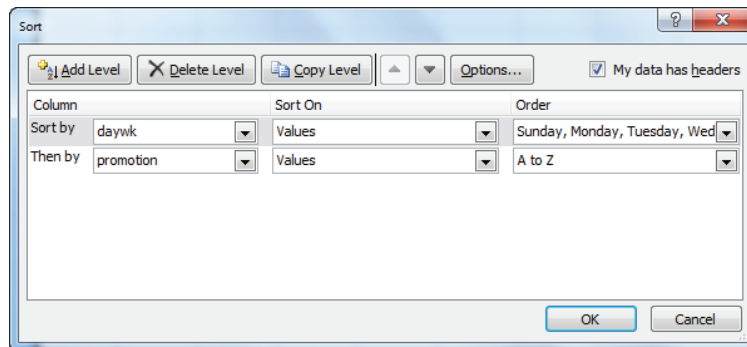 Sort
Add Level Delete Level Copy Level Options... My data has headers
Column Sort On Order
Sort by daywk Values Sunday, Monday, Tuesday, Wed
Then by promotion Values A to Z
OK Cancel